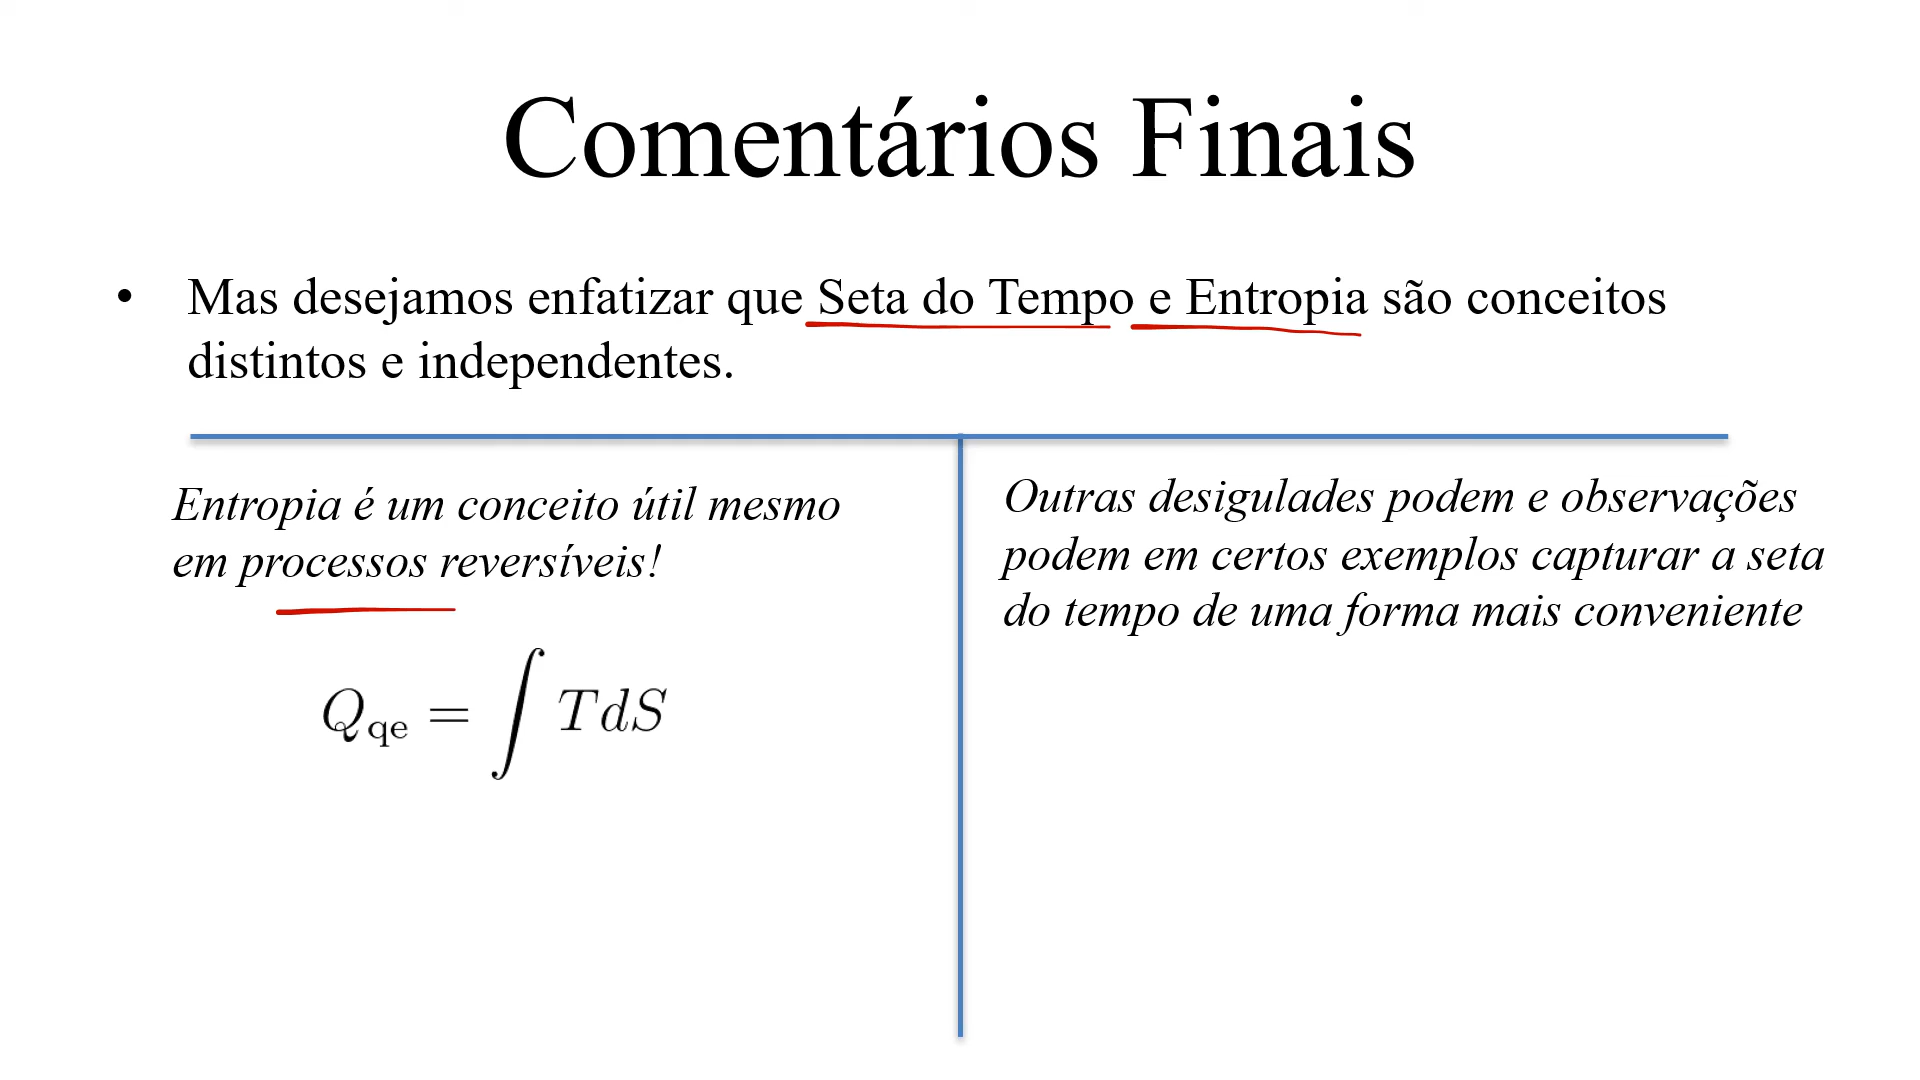 Comentários Finais
• Mas desejamos enfatizar que Seta do Tempo e Entropia são conceitos
distintos e independentes.
Entropia é um conceito útil mesmo
em processos reversíveis!
Q_qe = ∫ TdS
Outras desigulades podem e observações
podem em certos exemplos capturar a seta
do tempo de uma forma mais conveniente